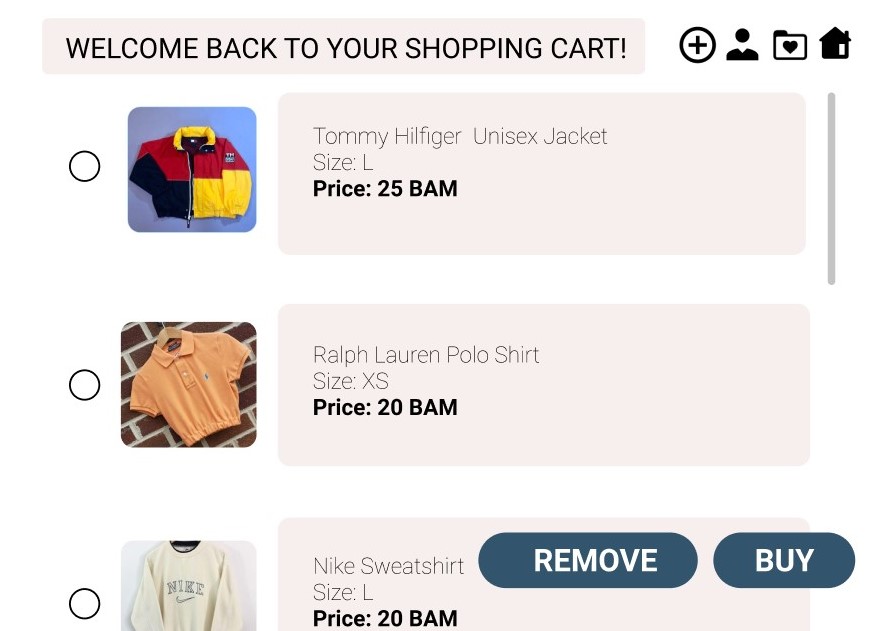 WELCOME BACK TO YOUR SHOPPING CART!
Tommy Hilfiger  Unisex Jacket
Size: L
Price: 25 BAM
Ralph Lauren Polo Shirt
Size: XS
Price: 20 BAM
NIKE
Nike Sweatshirt
Size: L
Price: 20 BAM
REMOVE
BUY